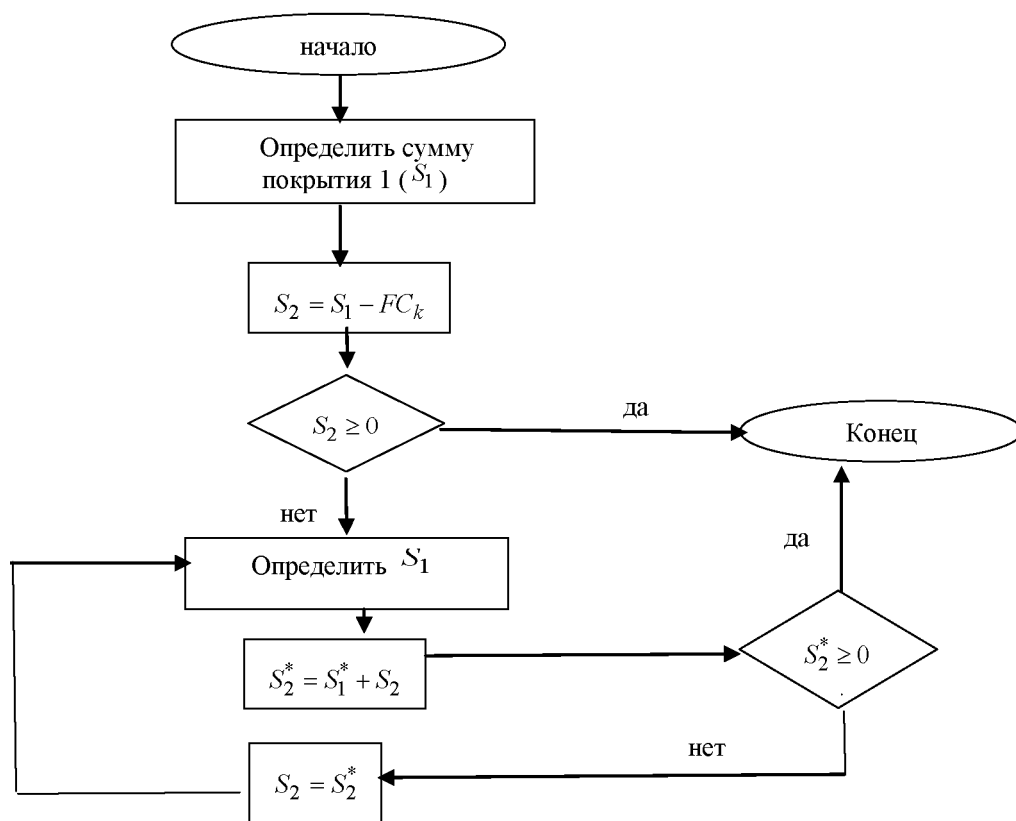 начало
Определить сумму
покрытия 1 (S₁)
S₂ = S₁ − FCₖ
S₂ ≥ 0
да
Конец
нет
да
Определить S₁
S₂* = S₁* + S₂
S₂* ≥ 0
нет
S₂ = S₂*